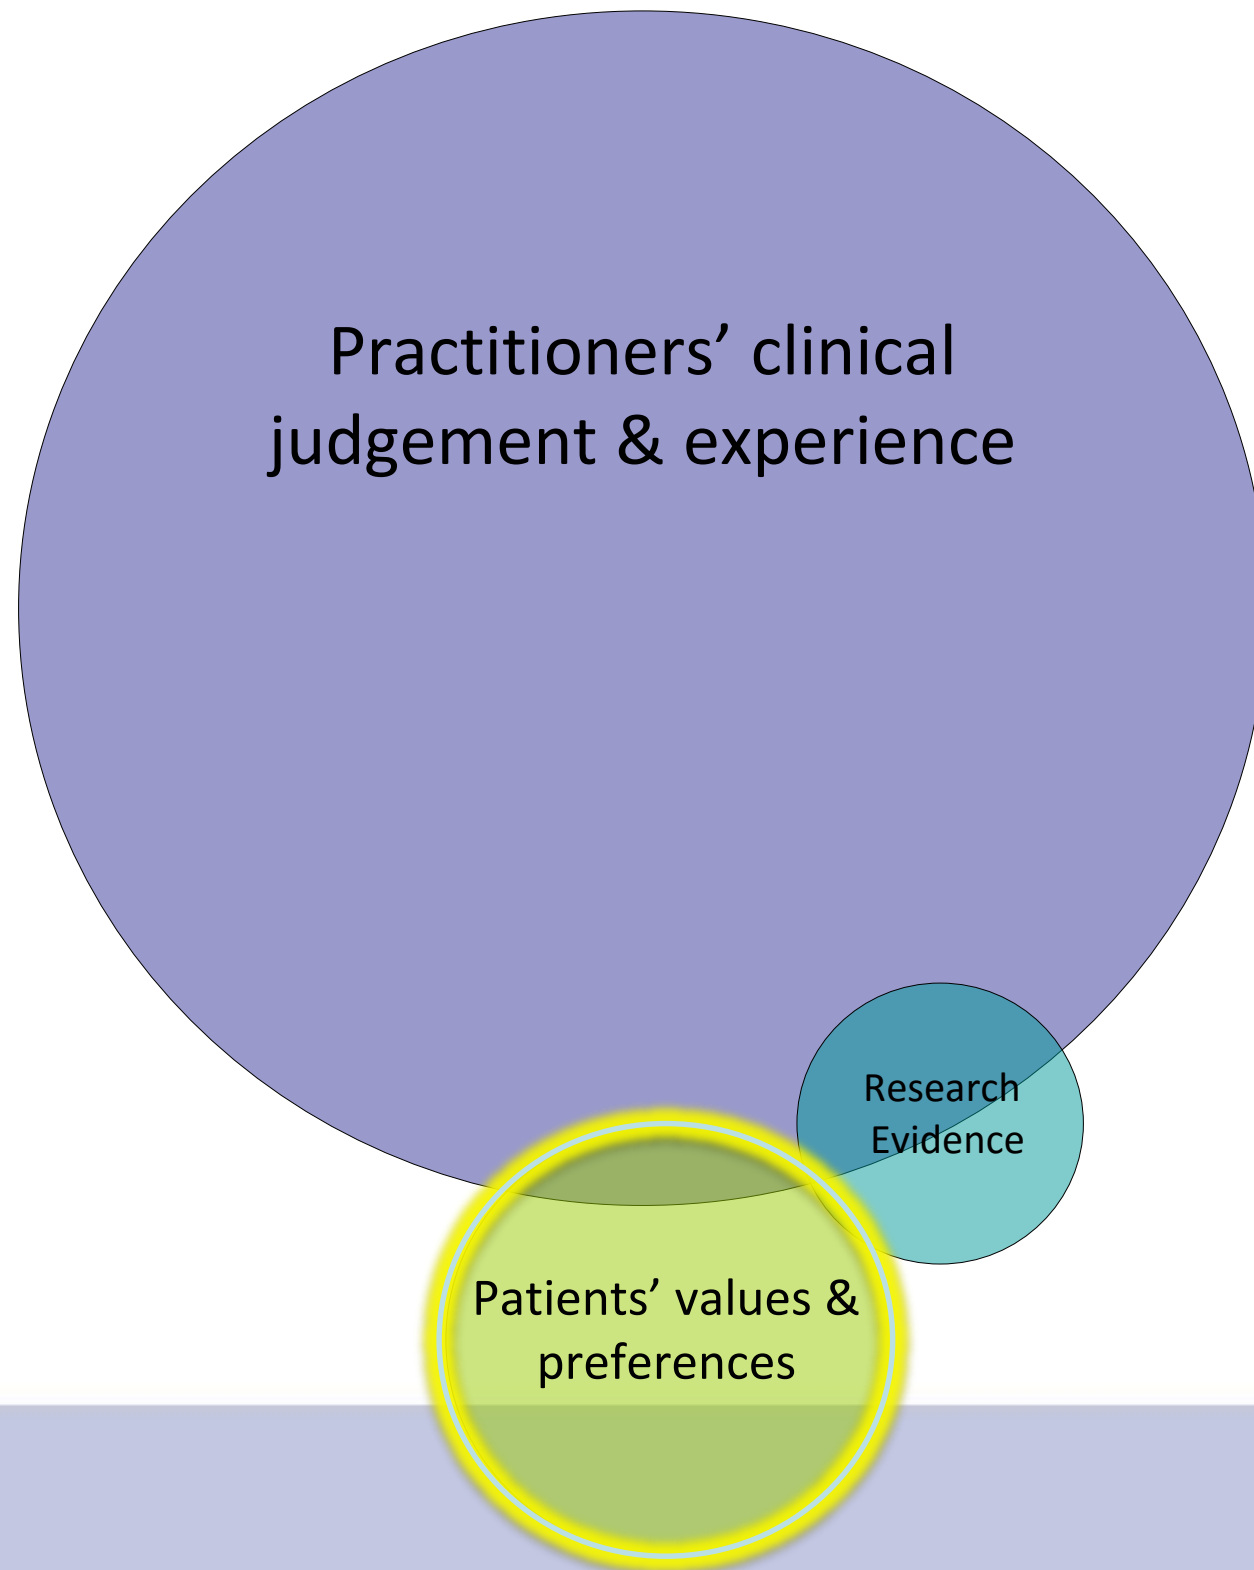 Practitioners’ clinical
judgement & experience
Research
Evidence
Patients’ values &
preferences